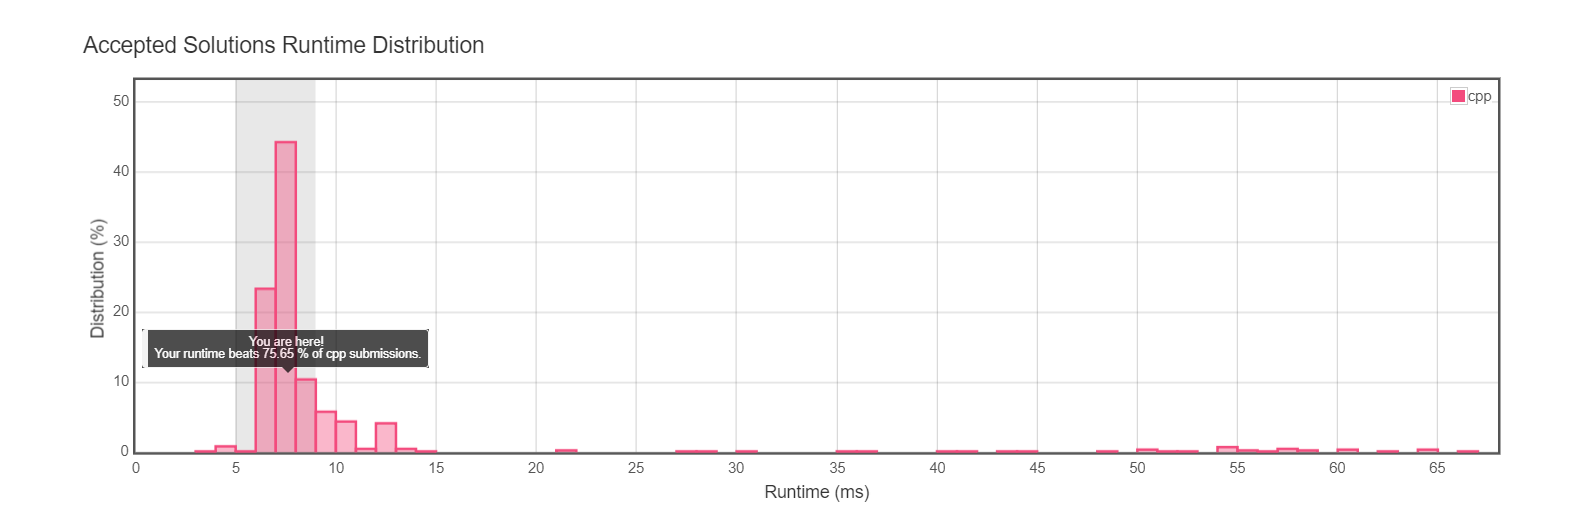 Accepted Solutions Runtime Distribution
cpp
50
40
30
20
10
0
Distribution (%)
You are here!
Your runtime beats 75.65 % of cpp submissions.
0 5 10 15 20 25 30 35 40 45 50 55 60 65
Runtime (ms)